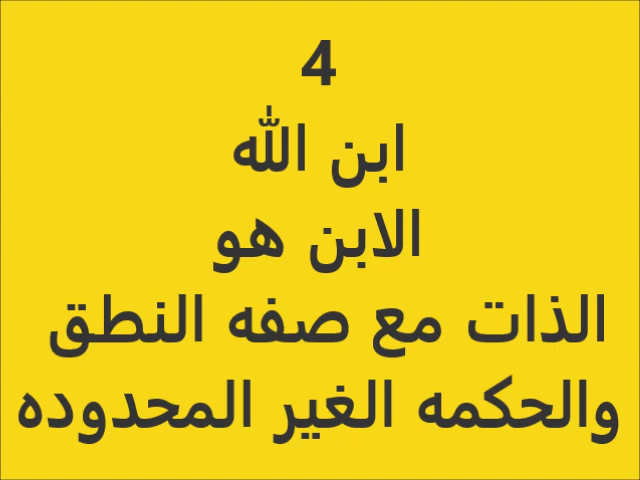 4
ابن الله
الابن هو
الذات مع صفه النطق
والحكمه الغير المحدوده